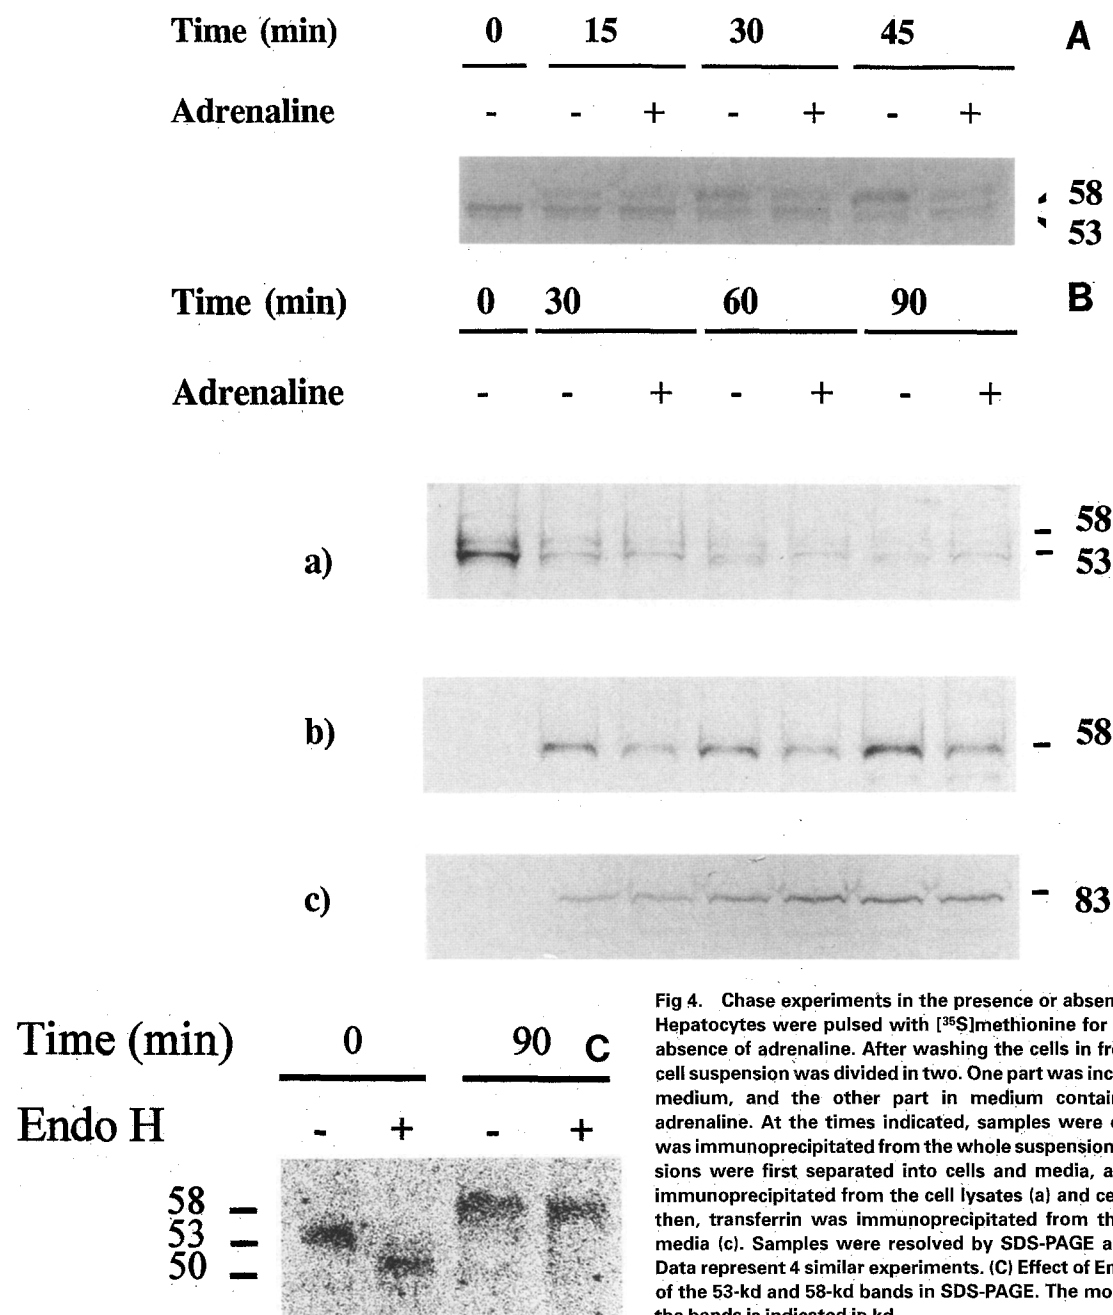 Time (min) 0 15 30 45 A
Adrenaline - - + - + - +
58
53
Time (min) 0 30 60 90 B
Adrenaline - - + - + - +
58
a) 53
b) 58
c) 83
Time (min) 0 90 C
Endo H - + - +
58
53
50
Fig 4. Chase experiments in the presence or absen
Hepatocytes were pulsed with [³⁵S]methionine for
absence of adrenaline. After washing the cells in fr
cell suspension was divided in two. One part was inc
medium, and the other part in medium contai
adrenaline. At the times indicated, samples were
was immunoprecipitated from the whole suspension
sions were first separated into cells and media, a
immunoprecipitated from the cell lysates (a) and ce
then, transferrin was immunoprecipitated from th
media (c). Samples were resolved by SDS-PAGE a
Data represent 4 similar experiments. (C) Effect of En
of the 53-kd and 58-kd bands in SDS-PAGE. The mo
the bands is indicated in kd